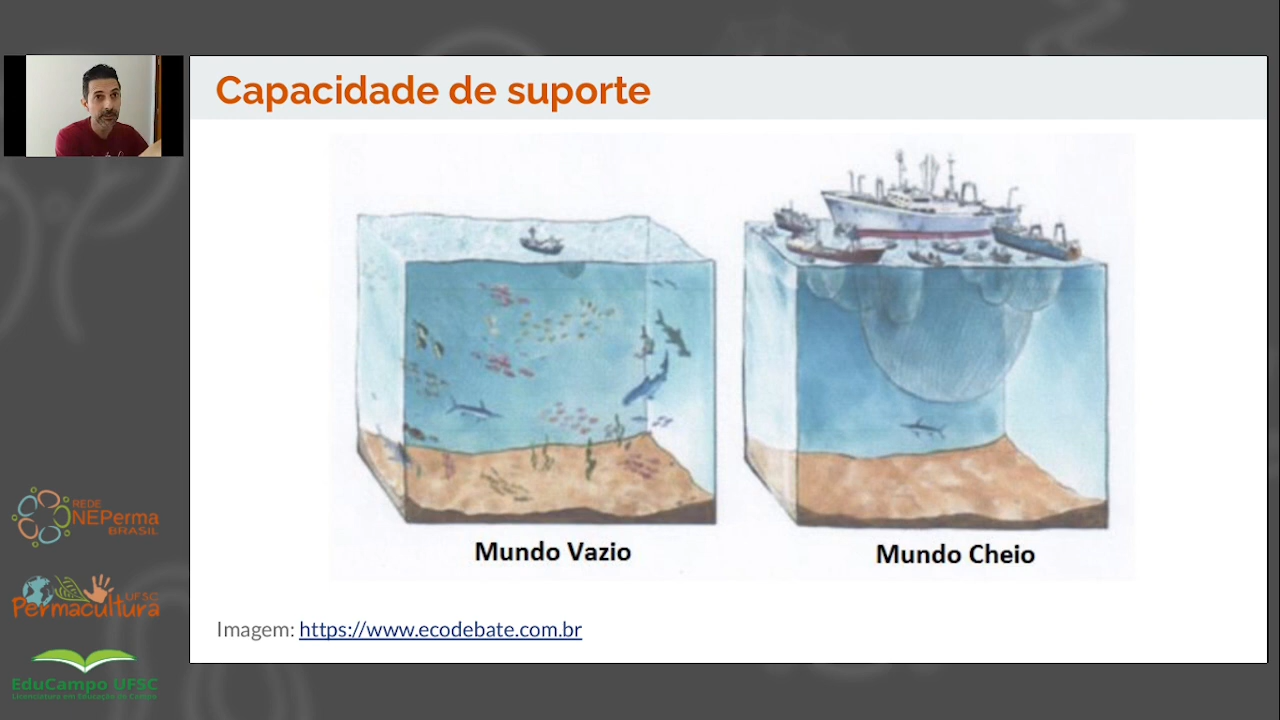 Capacidade de suporte
Mundo Vazio
Mundo Cheio
Imagem: https://www.ecodebate.com.br
REDE
NEPerma
BRASIL
UFSC
Permacultura
EduCampo UFSC
Licenciatura em Educação do Campo